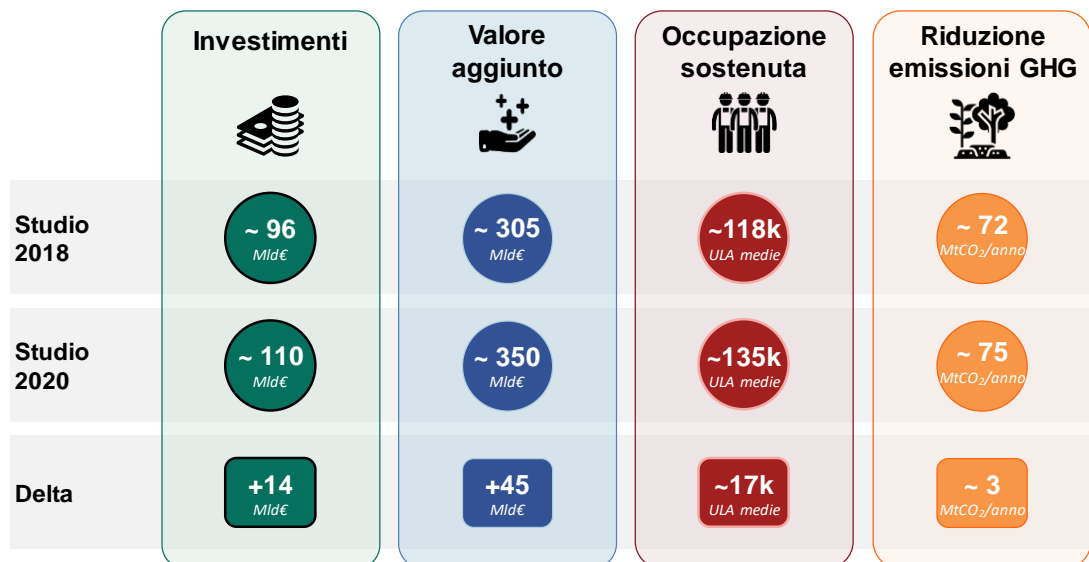 Investimenti
Valore
aggiunto
Occupazione
sostenuta
Riduzione
emissioni GHG
Studio
2018
~ 96
Mld€
~ 305
Mld€
~118k
ULA medie
~ 72
MtCO₂/anno
Studio
2020
~ 110
Mld€
~ 350
Mld€
~135k
ULA medie
~ 75
MtCO₂/anno
Delta
+14
Mld€
+45
Mld€
~17k
ULA medie
~ 3
MtCO₂/anno